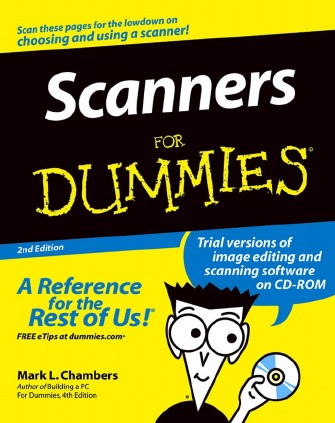 Scan these pages for the lowdown on
choosing and using a scanner!
Scanners
FOR
DUMMIES®
2nd Edition
Trial versions of
image editing and
scanning software
on CD-ROM
A Reference
for the
Rest of Us!®
FREE eTips at dummies.com®
Mark L. Chambers
Author of Building a PC
For Dummies, 4th Edition